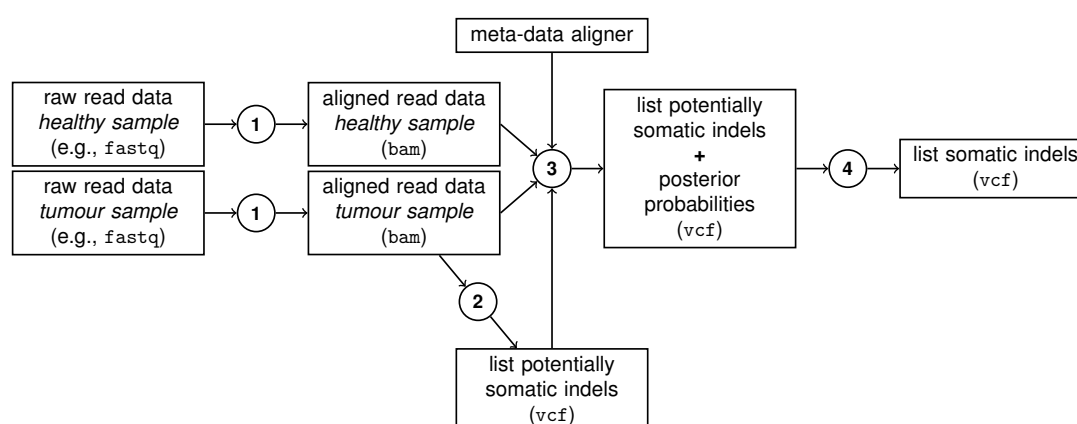 meta-data aligner
raw read data
healthy sample
(e.g., fastq)
1
aligned read data
healthy sample
(bam)
raw read data
tumour sample
(e.g., fastq)
1
aligned read data
tumour sample
(bam)
2
list potentially
somatic indels
(vcf)
3
list potentially
somatic indels
+
posterior
probabilities
(vcf)
4
list somatic indels
(vcf)